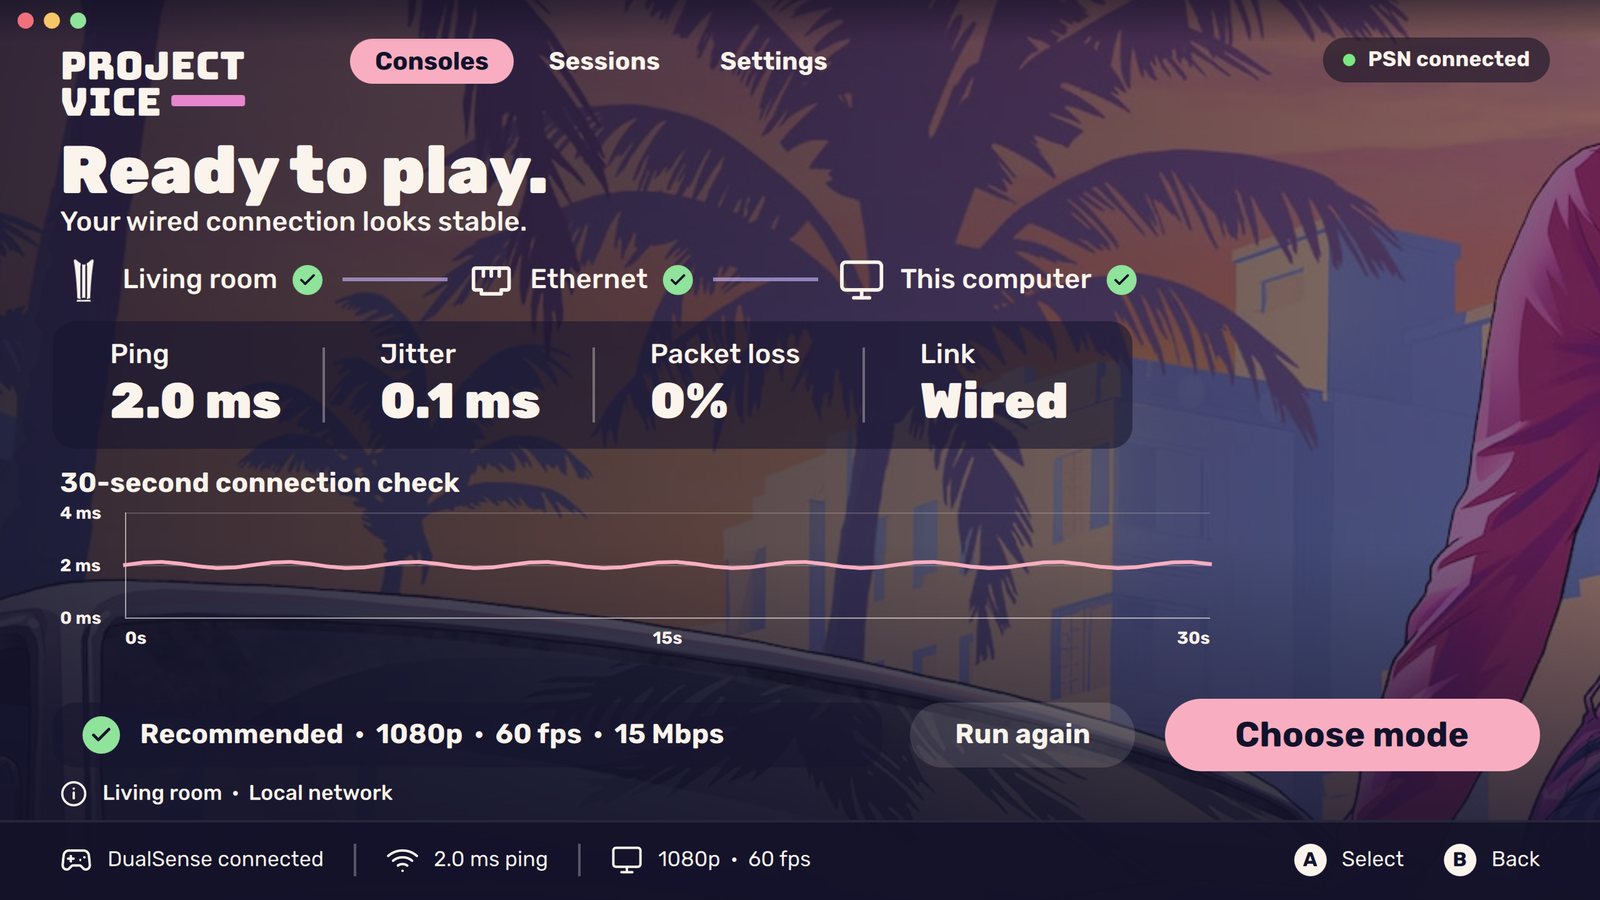 PROJECT
VICE
Consoles
Sessions
Settings
PSN connected
Ready to play.
Your wired connection looks stable.
Living room
Ethernet
This computer
Ping
2.0 ms
Jitter
0.1 ms
Packet loss
0%
Link
Wired
30-second connection check
4 ms
2 ms
0 ms
0s
15s
30s
Recommended • 1080p • 60 fps • 15 Mbps
Run again
Choose mode
Living room • Local network
DualSense connected
2.0 ms ping
1080p • 60 fps
A Select
B Back